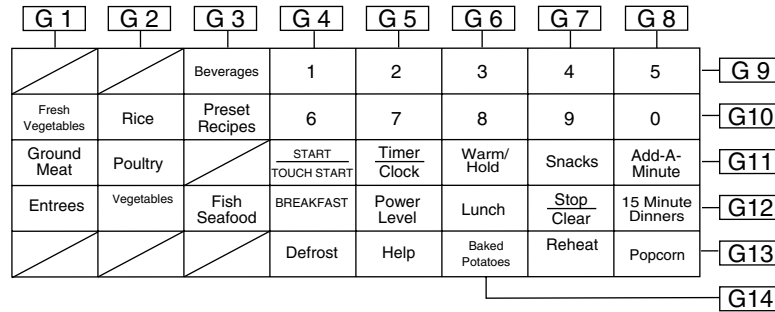 G 1 G 2 G 3 G 4 G 5 G 6 G 7 G 8
Beverages 1 2 3 4 5 G 9
Fresh Vegetables Rice Preset Recipes 6 7 8 9 0 G10
Ground Meat Poultry START TOUCH START Timer Clock Warm/ Hold Snacks Add-A- Minute G11
Entrees Vegetables Fish Seafood BREAKFAST Power Level Lunch Stop Clear 15 Minute Dinners G12
Defrost Help Baked Potatoes Reheat Popcorn G13
G14